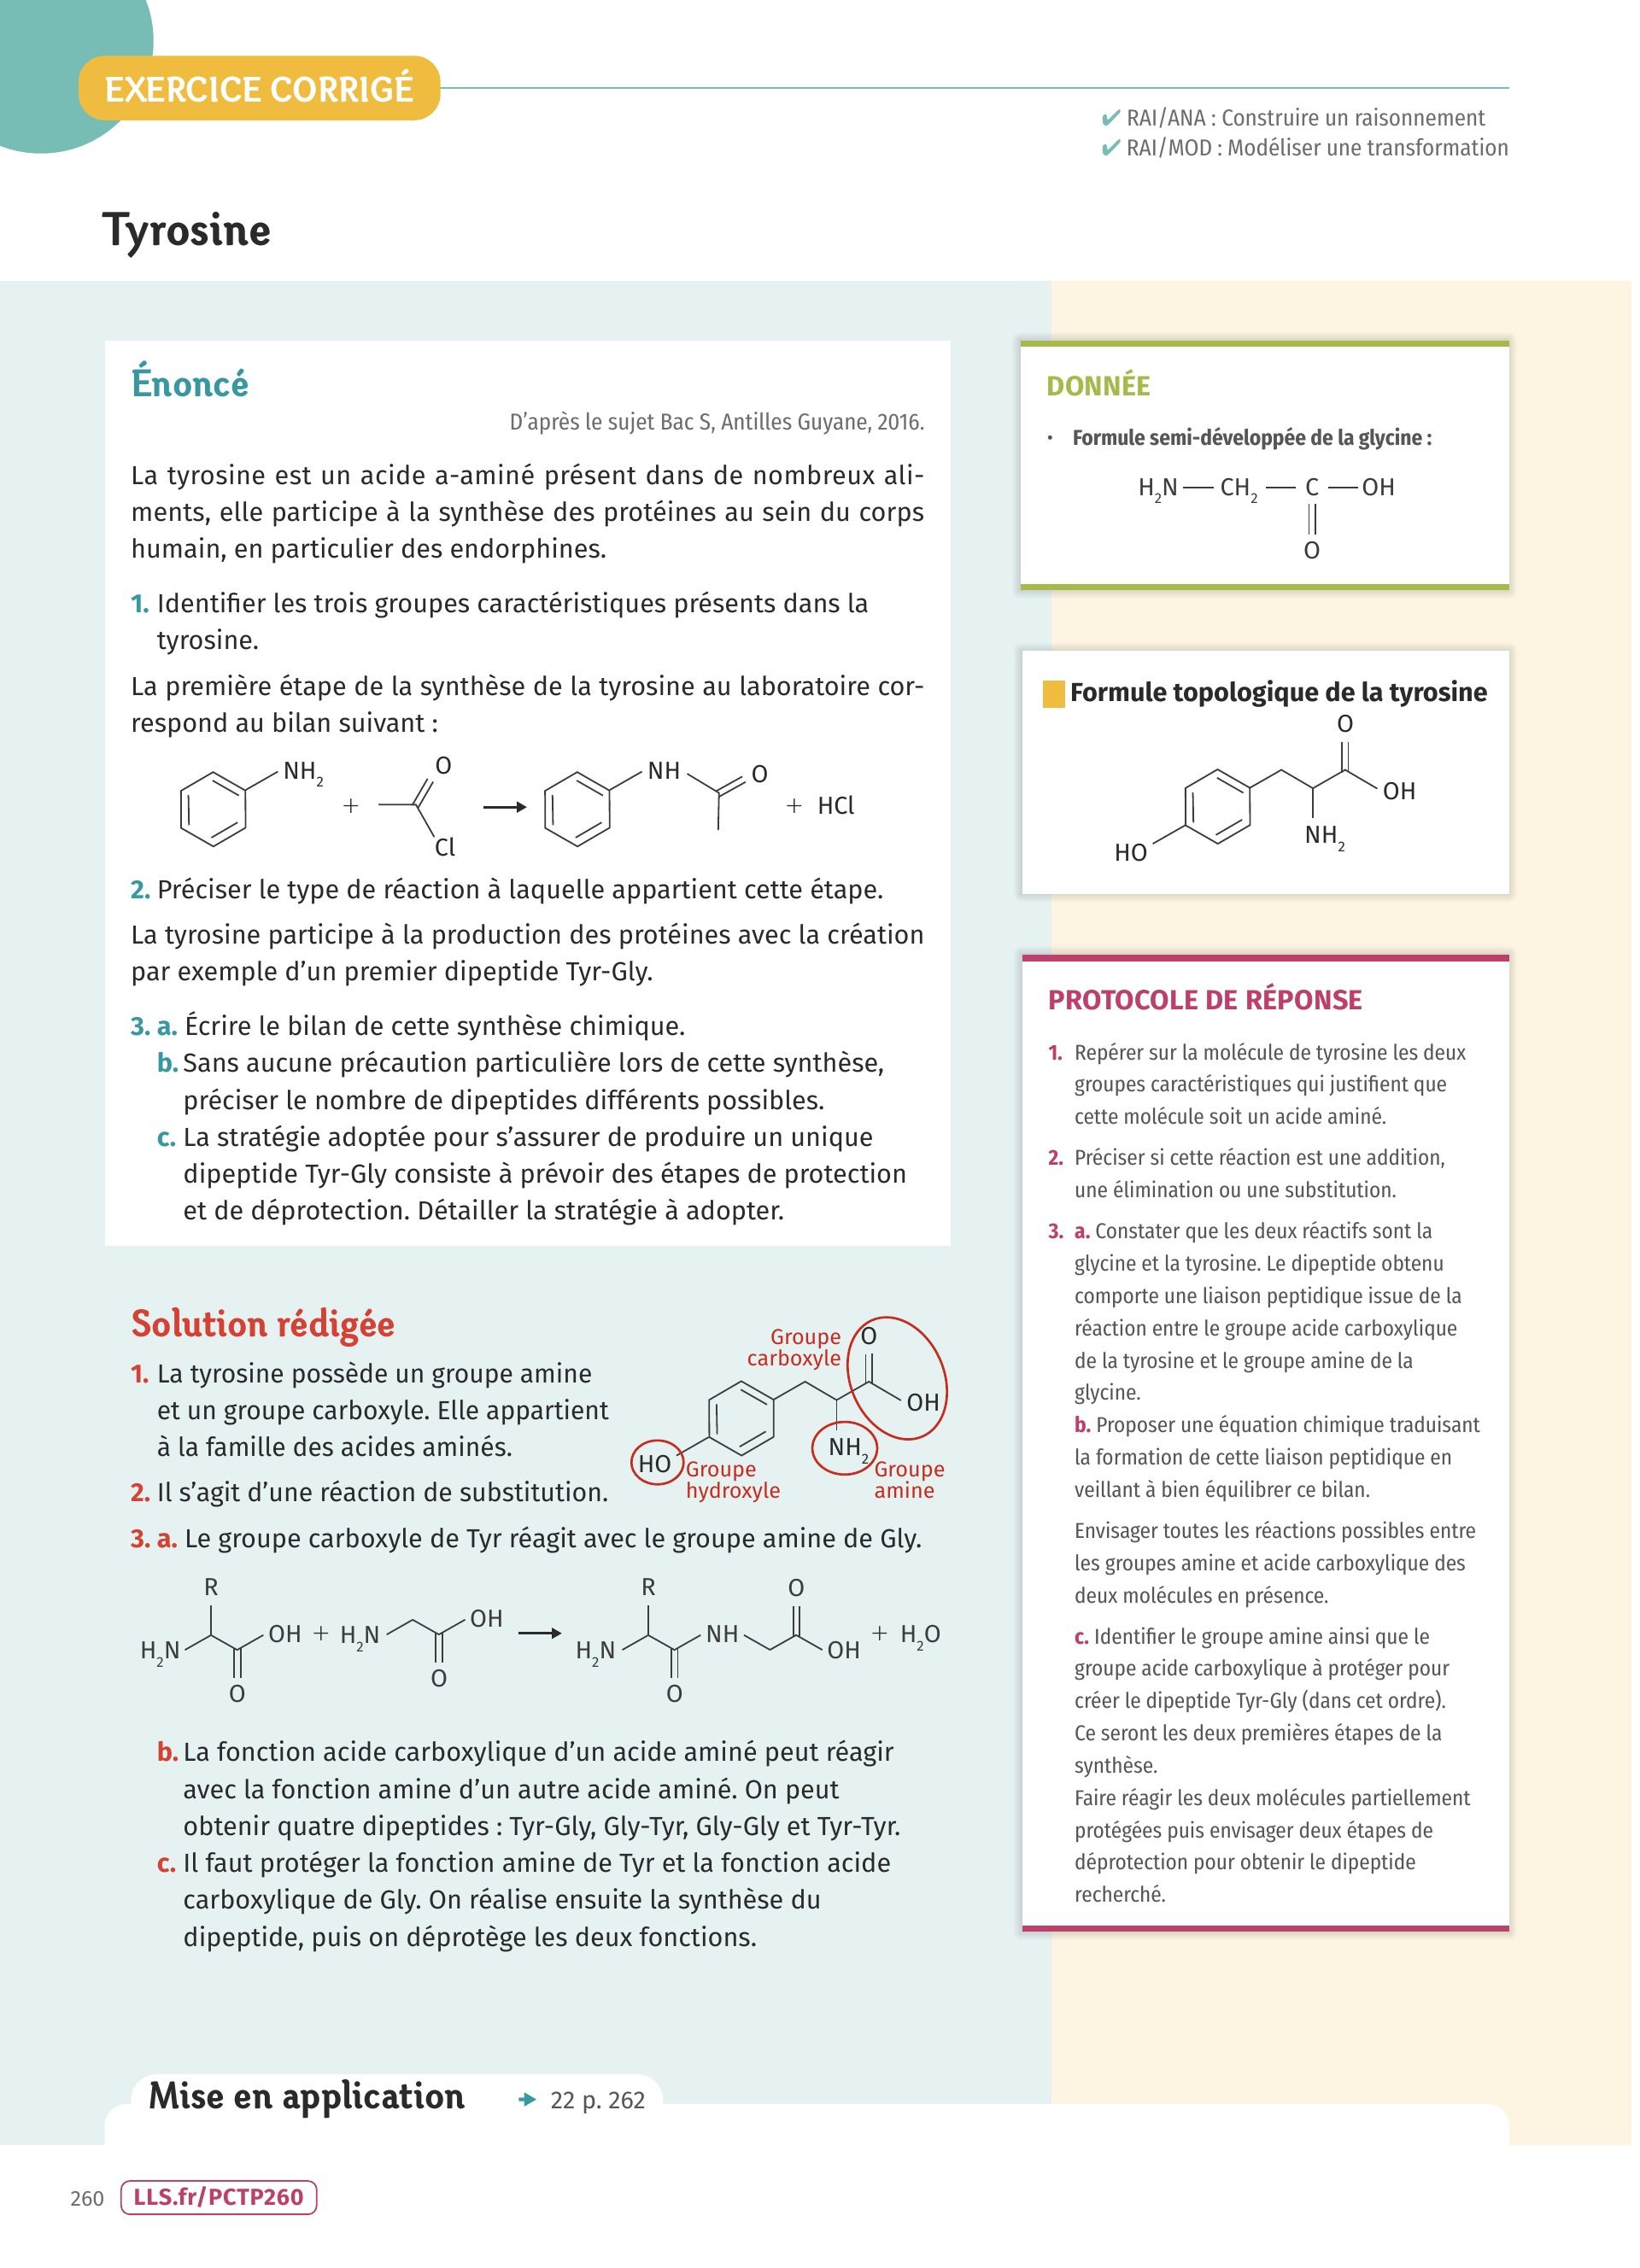 EXERCICE CORRIGÉ
✔ RAI/ANA : Construire un raisonnement
✔ RAI/MOD : Modéliser une transformation
Tyrosine
Énoncé
D’après le sujet Bac S, Antilles Guyane, 2016.
La tyrosine est un acide a-aminé présent dans de nombreux ali-
ments, elle participe à la synthèse des protéines au sein du corps
humain, en particulier des endorphines.
1. Identifier les trois groupes caractéristiques présents dans la
tyrosine.
La première étape de la synthèse de la tyrosine au laboratoire cor-
respond au bilan suivant :
NH₂ + O Cl → NH O + HCl
2. Préciser le type de réaction à laquelle appartient cette étape.
La tyrosine participe à la production des protéines avec la création
par exemple d’un premier dipeptide Tyr-Gly.
3. a. Écrire le bilan de cette synthèse chimique.
b. Sans aucune précaution particulière lors de cette synthèse,
préciser le nombre de dipeptides différents possibles.
c. La stratégie adoptée pour s’assurer de produire un unique
dipeptide Tyr-Gly consiste à prévoir des étapes de protection
et de déprotection. Détailler la stratégie à adopter.
Solution rédigée
1. La tyrosine possède un groupe amine
et un groupe carboxyle. Elle appartient
à la famille des acides aminés.
2. Il s’agit d’une réaction de substitution.
Groupe
carboxyle
O
OH
NH₂
HO
Groupe
hydroxyle
Groupe
amine
3. a. Le groupe carboxyle de Tyr réagit avec le groupe amine de Gly.
R R O
H₂N OH + H₂N OH → H₂N NH OH + H₂O
O O O
b. La fonction acide carboxylique d’un acide aminé peut réagir
avec la fonction amine d’un autre acide aminé. On peut
obtenir quatre dipeptides : Tyr-Gly, Gly-Tyr, Gly-Gly et Tyr-Tyr.
c. Il faut protéger la fonction amine de Tyr et la fonction acide
carboxylique de Gly. On réalise ensuite la synthèse du
dipeptide, puis on déprotège les deux fonctions.
DONNÉE
• Formule semi-développée de la glycine :
H₂N — CH₂ — C — OH
O
Formule topologique de la tyrosine
O
OH
NH₂
HO
PROTOCOLE DE RÉPONSE
1. Repérer sur la molécule de tyrosine les deux
groupes caractéristiques qui justifient que
cette molécule soit un acide aminé.
2. Préciser si cette réaction est une addition,
une élimination ou une substitution.
3. a. Constater que les deux réactifs sont la
glycine et la tyrosine. Le dipeptide obtenu
comporte une liaison peptidique issue de la
réaction entre le groupe acide carboxylique
de la tyrosine et le groupe amine de la
glycine.
b. Proposer une équation chimique traduisant
la formation de cette liaison peptidique en
veillant à bien équilibrer ce bilan.
Envisager toutes les réactions possibles entre
les groupes amine et acide carboxylique des
deux molécules en présence.
c. Identifier le groupe amine ainsi que le
groupe acide carboxylique à protéger pour
créer le dipeptide Tyr-Gly (dans cet ordre).
Ce seront les deux premières étapes de la
synthèse.
Faire réagir les deux molécules partiellement
protégées puis envisager deux étapes de
déprotection pour obtenir le dipeptide
recherché.
Mise en application → 22 p. 262
260 LLS.fr/PCTP260